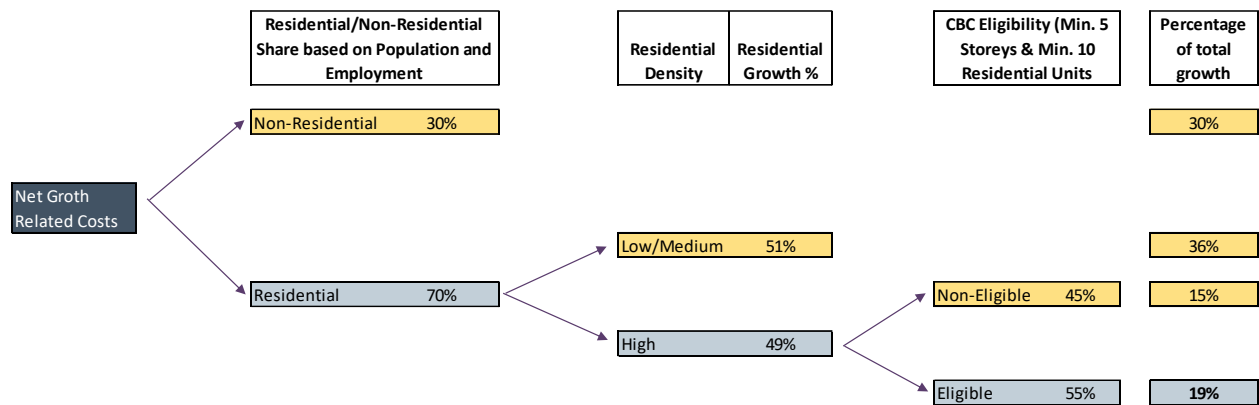 Residential/Non-Residential
Share based on Population and
Employment
Residential
Density
Residential
Growth %
CBC Eligibility (Min. 5
Storeys & Min. 10
Residential Units
Percentage
of total
growth
Non-Residential 30%
30%
Net Groth
Related Costs
Low/Medium 51%
36%
Residential 70%
Non-Eligible 45%
15%
High 49%
Eligible 55%
19%